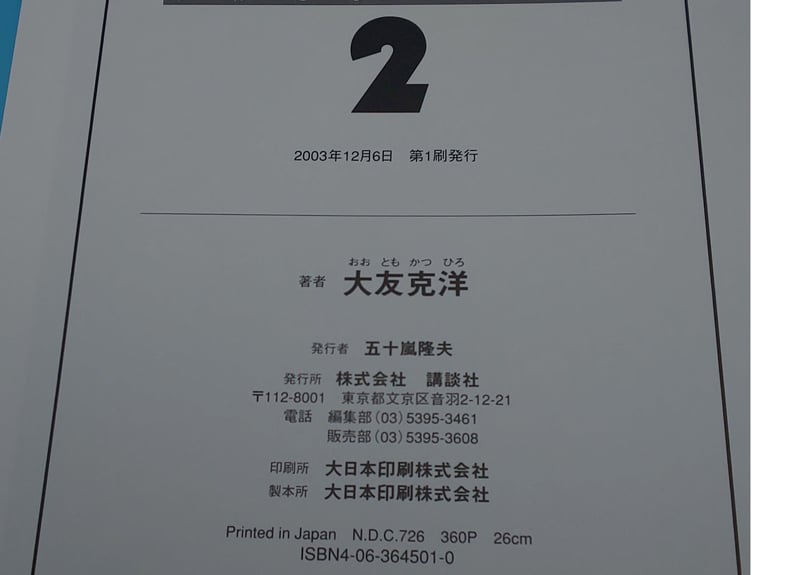 2
2003年12月6日　第1刷発行
おお とも かつ ひろ
著者　大友克洋
発行者　五十嵐隆夫
発行所　株式会社　講談社
〒112-8001　東京都文京区音羽2-12-21
電話　編集部(03)5395-3461
販売部(03)5395-3608
印刷所　大日本印刷株式会社
製本所　大日本印刷株式会社
Printed in Japan　N.D.C.726　360P　26cm
ISBN4-06-364501-0